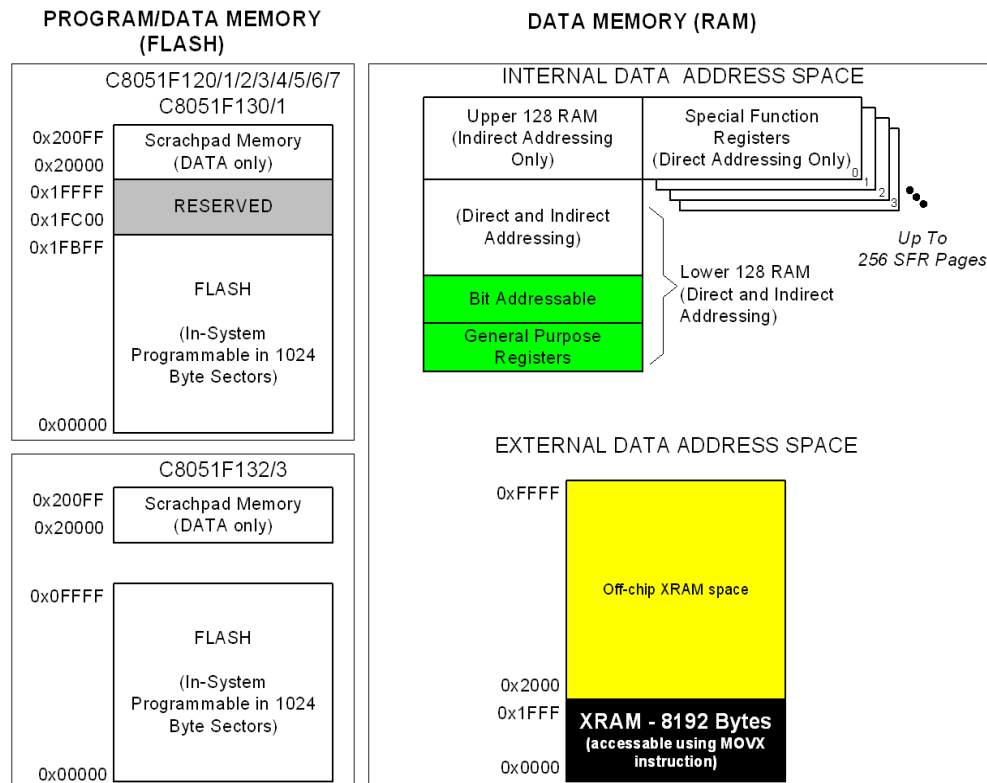 PROGRAM/DATA MEMORY
(FLASH)
C8051F120/1/2/3/4/5/6/7
C8051F130/1
0x200FF
0x20000
Scrachpad Memory
(DATA only)
0x1FFFF
0x1FC00
RESERVED
0x1FBFF
FLASH
(In-System
Programmable in 1024
Byte Sectors)
0x00000
C8051F132/3
0x200FF
0x20000
Scrachpad Memory
(DATA only)
0x0FFFF
FLASH
(In-System
Programmable in 1024
Byte Sectors)
0x00000
DATA MEMORY (RAM)
INTERNAL DATA ADDRESS SPACE
Upper 128 RAM
(Indirect Addressing
Only)
Special Function
Registers
(Direct Addressing Only)
0
1
2
3
Up To
256 SFR Pages
(Direct and Indirect
Addressing)
Bit Addressable
General Purpose
Registers
Lower 128 RAM
(Direct and Indirect
Addressing)
EXTERNAL DATA ADDRESS SPACE
0xFFFF
Off-chip XRAM space
0x2000
0x1FFF
XRAM - 8192 Bytes
(accessable using MOVX
instruction)
0x0000